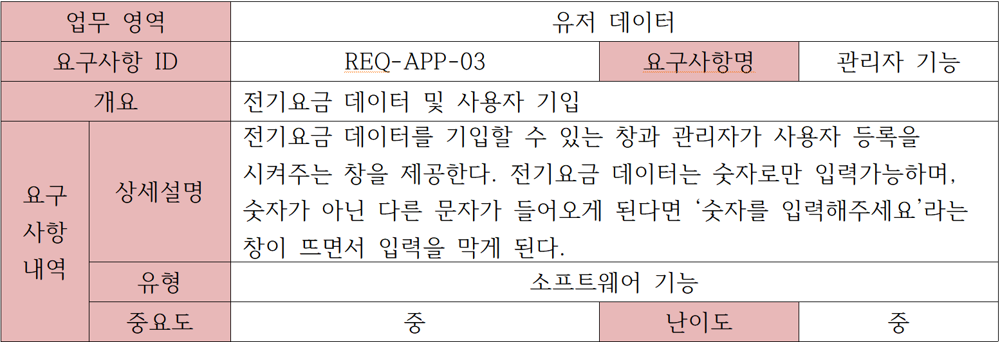 업무 영역 유저 데이터
요구사항 ID REQ-APP-03 요구사항명 관리자 기능
개요 전기요금 데이터 및 사용자 기입
요구
사항
내역
상세설명
전기요금 데이터를 기입할 수 있는 창과 관리자가 사용자 등록을
시켜주는 창을 제공한다. 전기요금 데이터는 숫자로만 입력가능하며,
숫자가 아닌 다른 문자가 들어오게 된다면 ‘숫자를 입력해주세요’라는
창이 뜨면서 입력을 막게 된다.
유형 소프트웨어 기능
중요도 중 난이도 중